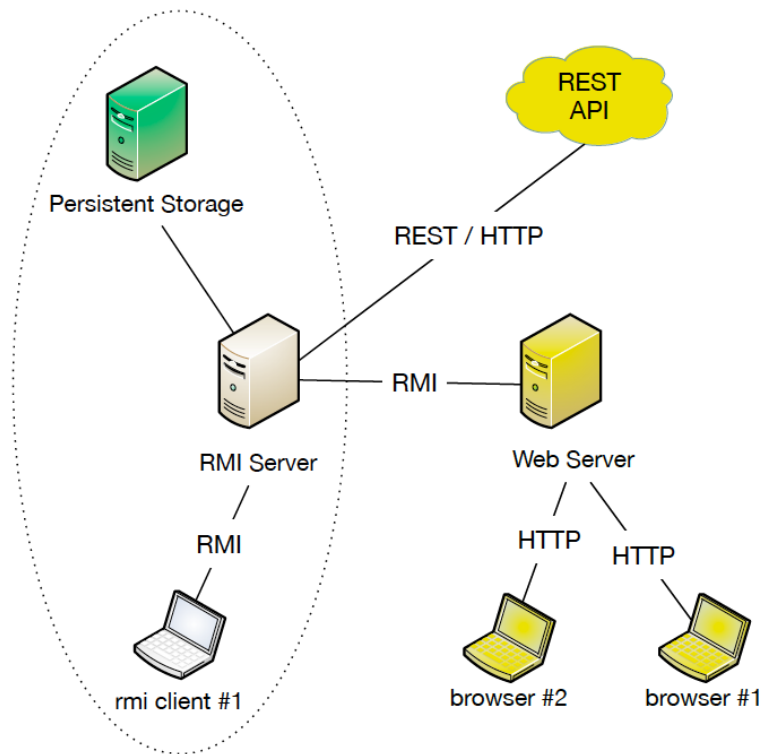 REST
API
Persistent Storage
REST / HTTP
RMI
RMI Server
Web Server
RMI
HTTP
HTTP
rmi client #1
browser #2
browser #1